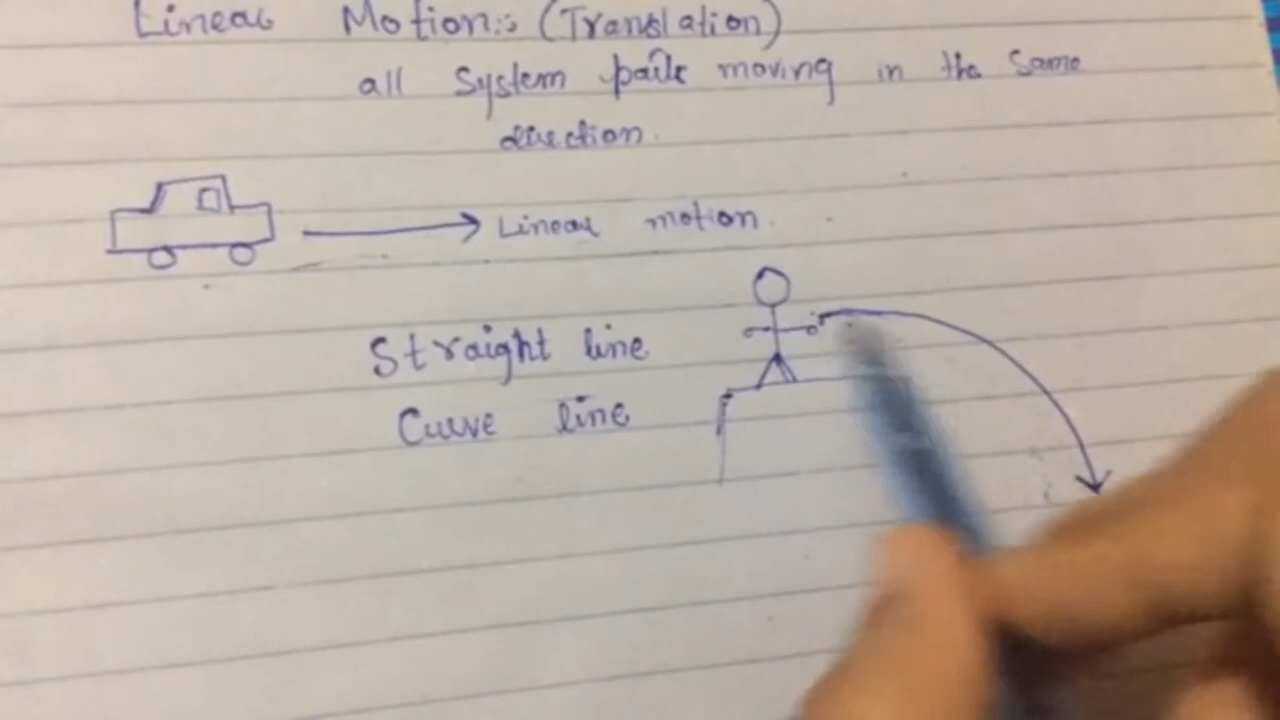 Linear Motion:: (Translation)
all System parts moving in the Same
direction.
Linear motion.
Straight line
Curve line